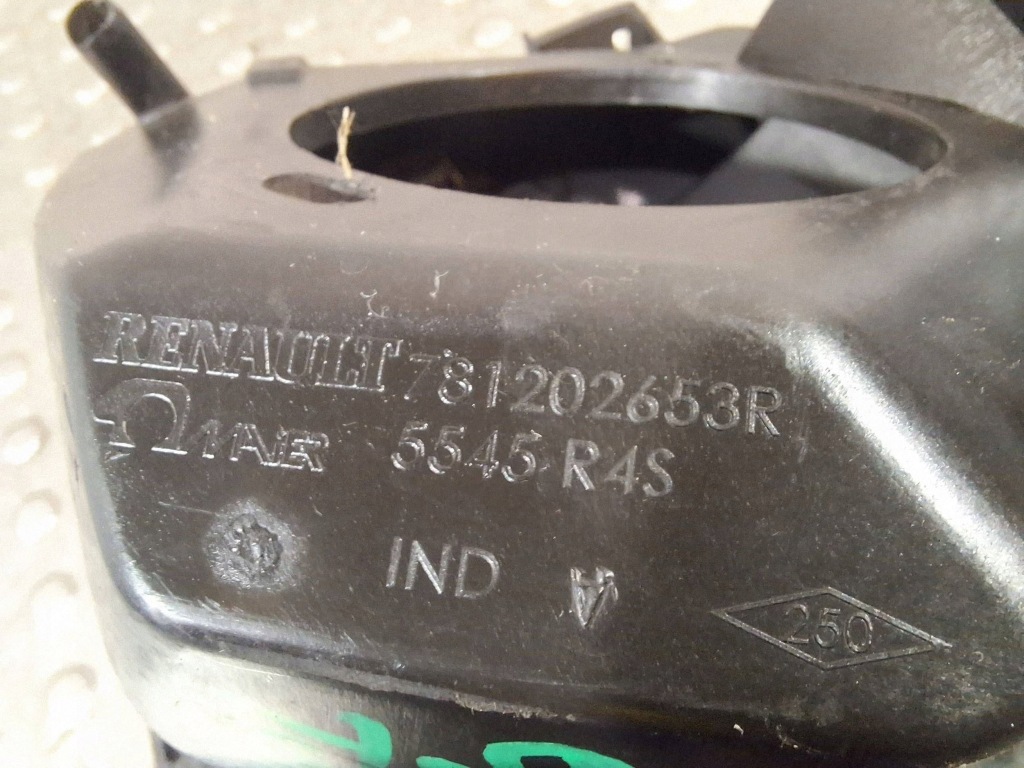 RENAULT 781202653R
MAIER 5545 R4S
IND A
250